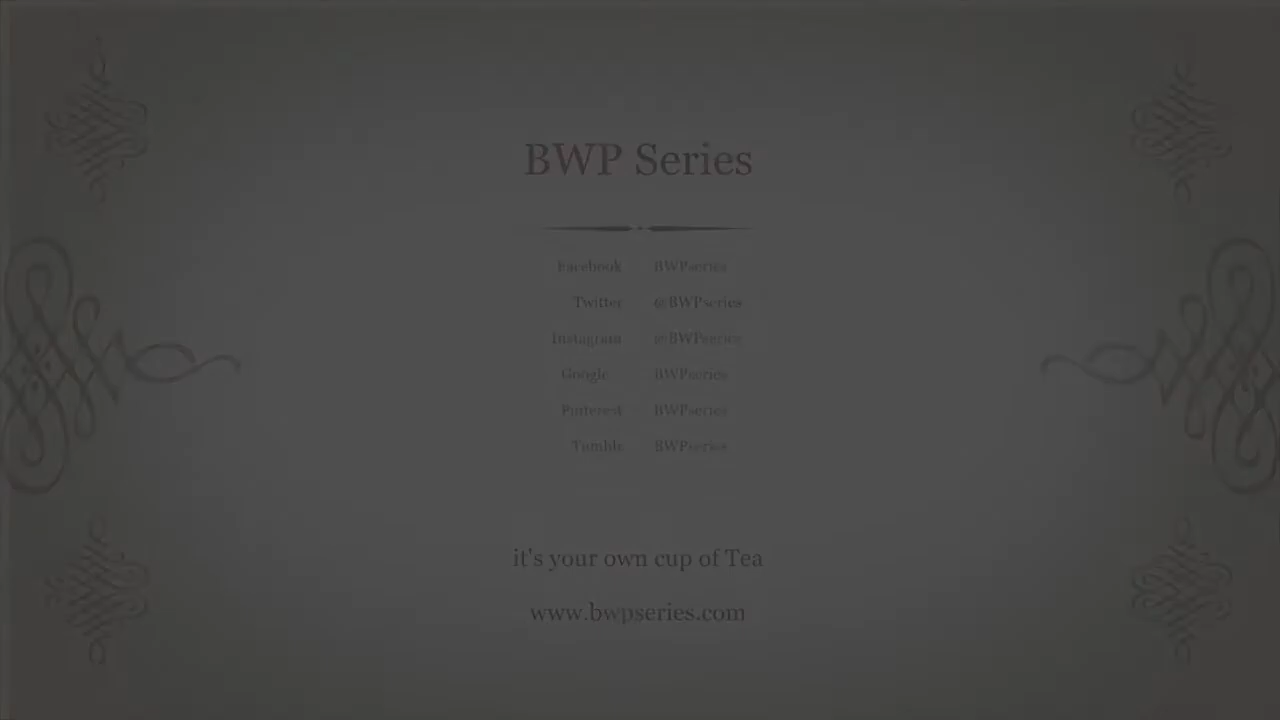 BWP Series
Facebook BWPseries
Twitter @BWPseries
Instagram @BWPseries
Google BWPseries
Pinterest BWPseries
Tumblr BWPseries
it's your own cup of Tea
www.bwpseries.com